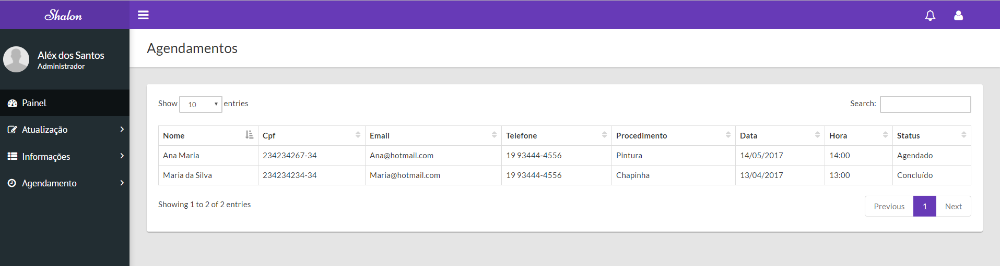 Shalon
Aléx dos Santos
Administrador
Painel
Atualização
Informações
Agendamento
Agendamentos
Show 10 entries
Search:
Nome Cpf Email Telefone Procedimento Data Hora Status
Ana Maria 234234267-34 Ana@hotmail.com 19 93444-4556 Pintura 14/05/2017 14:00 Agendado
Maria da Silva 234234234-34 Maria@hotmail.com 19 93444-4556 Chapinha 13/04/2017 13:00 Concluído
Showing 1 to 2 of 2 entries
Previous 1 Next